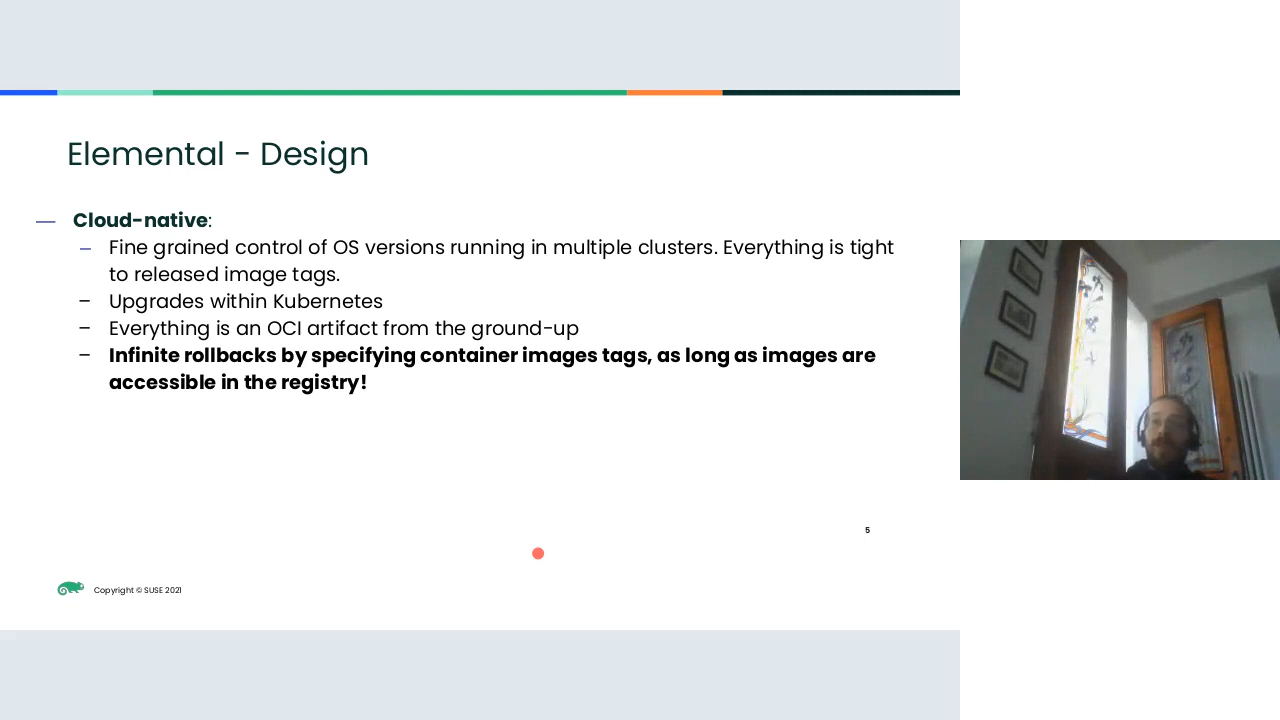 Elemental - Design
— Cloud-native:
– Fine grained control of OS versions running in multiple clusters. Everything is tight
to released image tags.
– Upgrades within Kubernetes
– Everything is an OCI artifact from the ground-up
– Infinite rollbacks by specifying container images tags, as long as images are
accessible in the registry!
5
Copyright © SUSE 2021